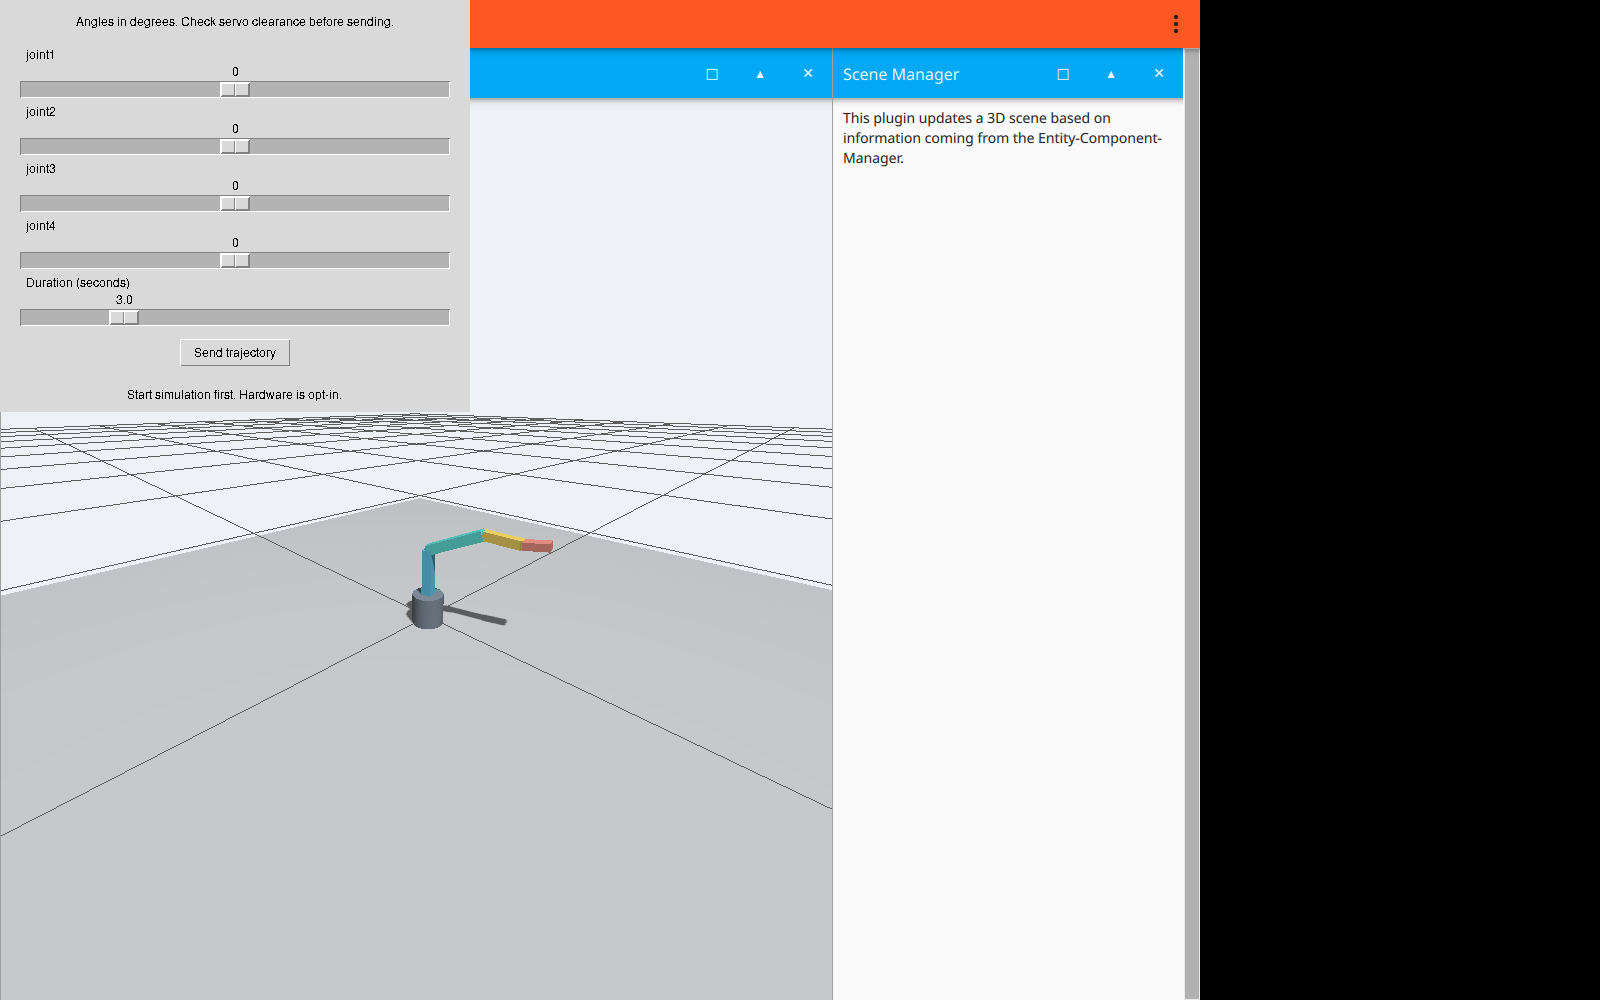 Angles in degrees. Check servo clearance before sending.
joint1
0
joint2
0
joint3
0
joint4
0
Duration (seconds)
3.0
Send trajectory
Start simulation first. Hardware is opt-in.
Scene Manager
This plugin updates a 3D scene based on
information coming from the Entity-Component-
Manager.